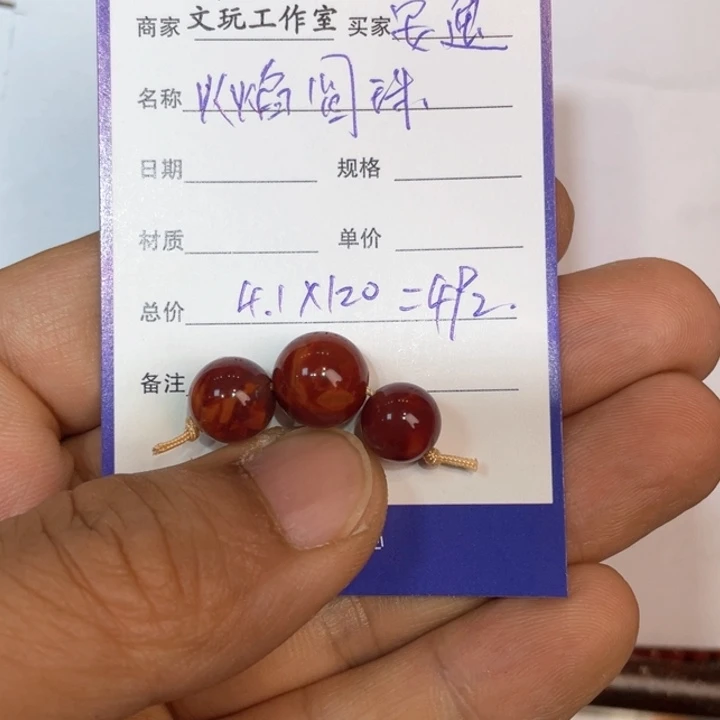 商家 文玩工作室 买家 安迪
名称 火焰圆珠
日期 规格
材质 单价
总价 4.1×120=492.
备注